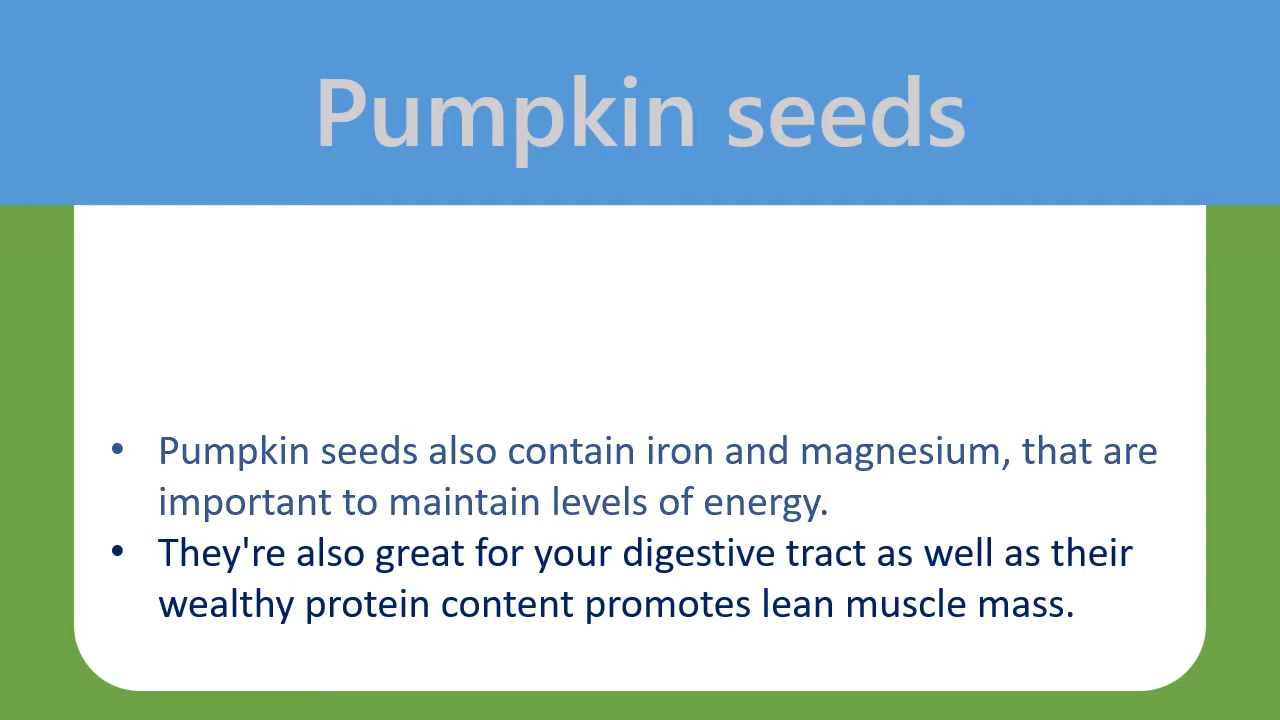 Pumpkin seeds
• Pumpkin seeds also contain iron and magnesium, that are
important to maintain levels of energy.
• They're also great for your digestive tract as well as their
wealthy protein content promotes lean muscle mass.